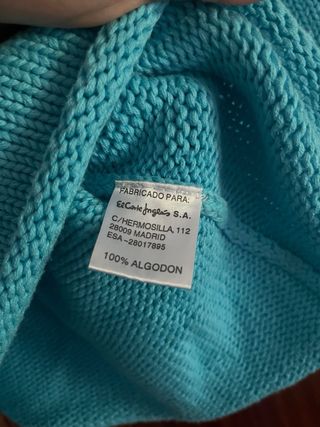 FABRICADO PARA:
El Corte Inglés S.A.
C/HERMOSILLA, 112
28009 MADRID
ESA -28017895
100% ALGODON